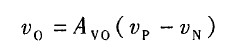 v_O = A_VO ( v_P − v_N )